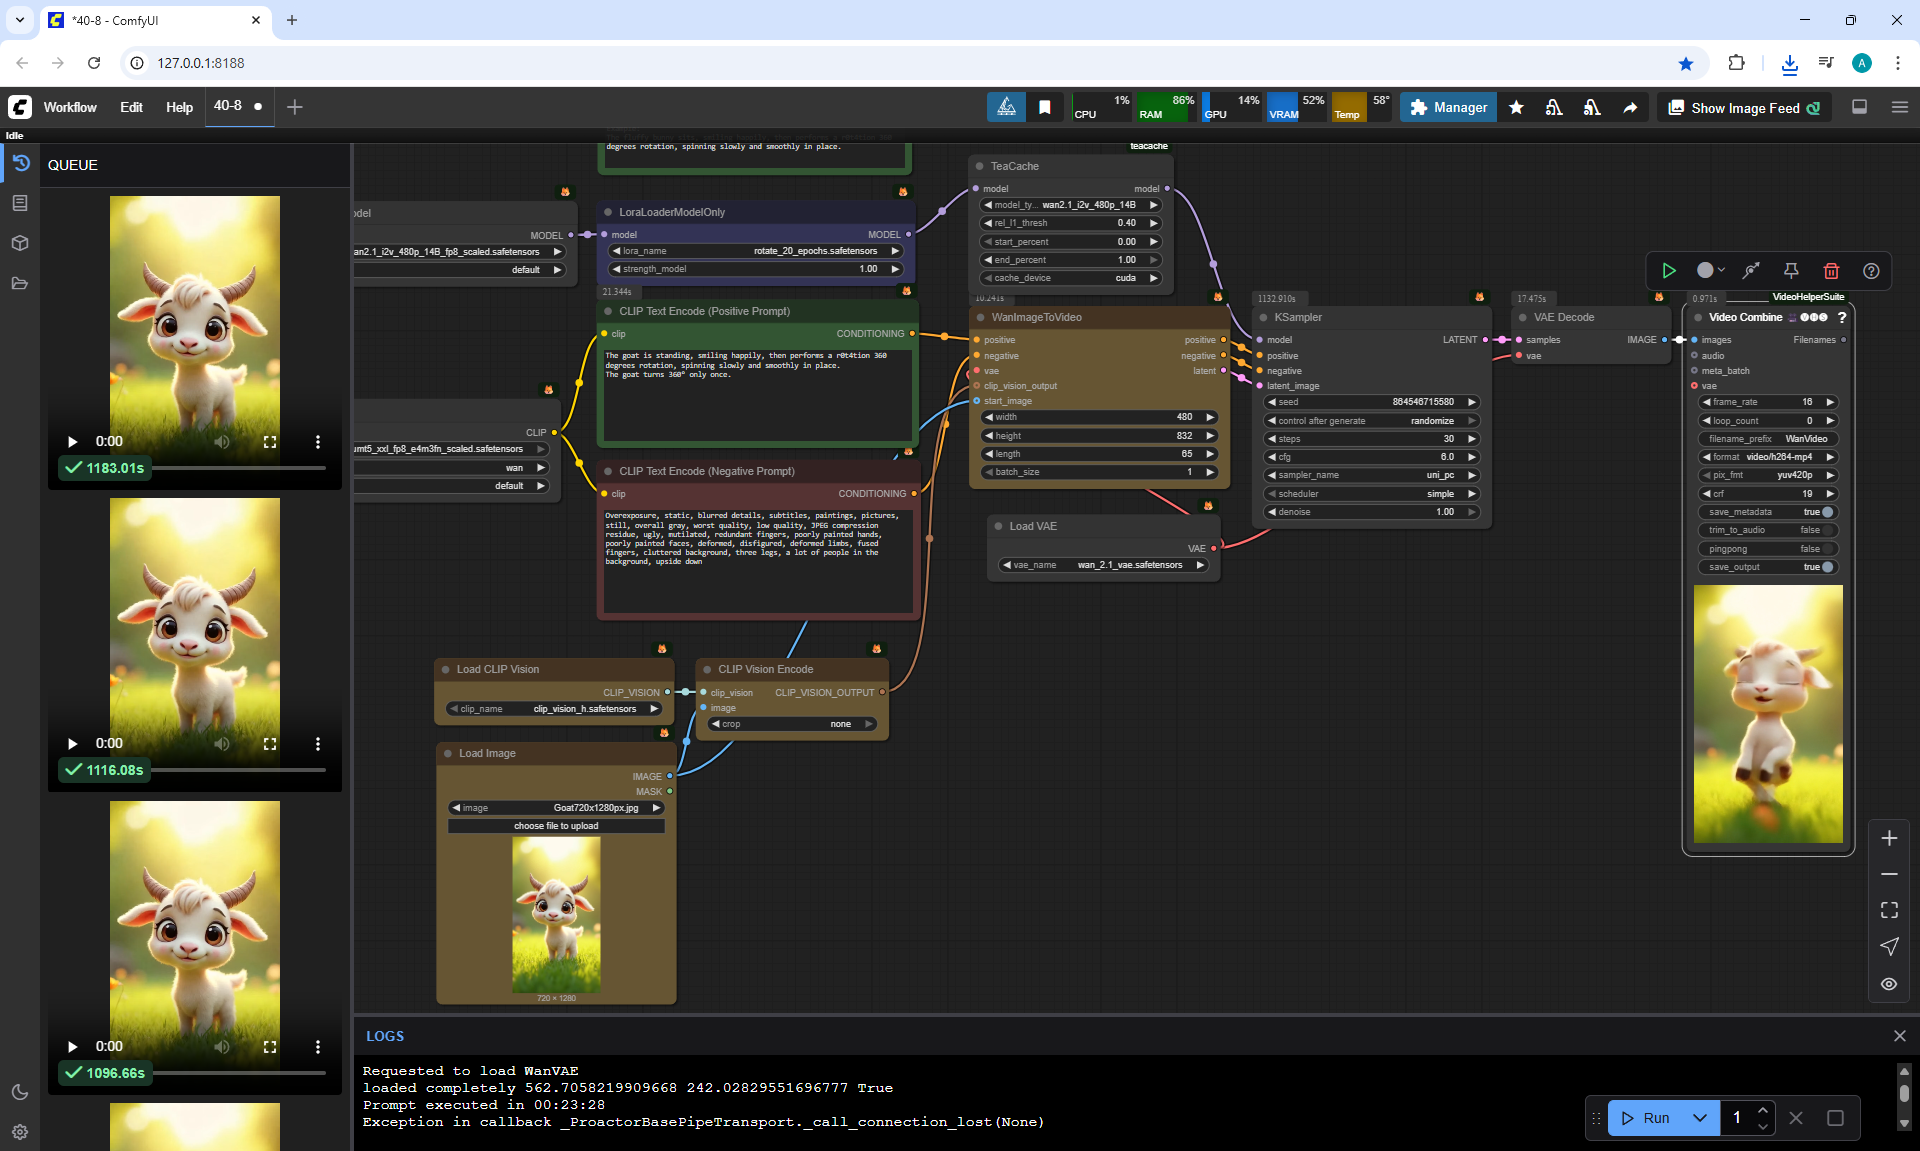 *40-8 - ComfyUI
127.0.0.1:8188
Workflow Edit Help 40-8
CPU 1% RAM 86% GPU 14% VRAM 52% Temp 58°
Manager
Show Image Feed
Idle
QUEUE
0:00
1183.01s
0:00
1116.08s
0:00
1096.66s
degrees rotation, spinning slowly and smoothly in place.
odel
MODEL
an2.1_i2v_480p_14B_fp8_scaled.safetensors
default
LoraLoaderModelOnly
model MODEL
lora_name rotate_20_epochs.safetensors
strength_model 1.00
21.344s
CLIP Text Encode (Positive Prompt)
clip CONDITIONING
The goat is standing, smiling happily, then performs a r0t4tion 360
degrees rotation, spinning slowly and smoothly in place.
The goat turns 360° only once.
CLIP
umt5_xxl_fp8_e4m3fn_scaled.safetensors
wan
default
CLIP Text Encode (Negative Prompt)
clip CONDITIONING
Overexposure, static, blurred details, subtitles, paintings, pictures,
still, overall gray, worst quality, low quality, JPEG compression
residue, ugly, mutilated, redundant fingers, poorly painted hands,
poorly painted faces, deformed, disfigured, deformed limbs, fused
fingers, cluttered background, three legs, a lot of people in the
background, upside down
Load CLIP Vision
CLIP_VISION
clip_name clip_vision_h.safetensors
CLIP Vision Encode
clip_vision CLIP_VISION_OUTPUT
image
crop none
Load Image
IMAGE
MASK
image Goat720x1280px.jpg
choose file to upload
720 × 1280
teacache
TeaCache
model model
model_ty... wan2.1_i2v_480p_14B
rel_l1_thresh 0.40
start_percent 0.00
end_percent 1.00
cache_device cuda
10.241s
WanImageToVideo
positive positive
negative negative
vae latent
clip_vision_output
start_image
width 480
height 832
length 65
batch_size 1
Load VAE
VAE
vae_name wan_2.1_vae.safetensors
1132.910s
KSampler
model LATENT
positive
negative
latent_image
seed 864546715580
control after generate randomize
steps 30
cfg 6.0
sampler_name uni_pc
scheduler simple
denoise 1.00
17.475s
VAE Decode
samples IMAGE
vae
0.971s VideoHelperSuite
Video Combine VHS ?
images Filenames
audio
meta_batch
vae
frame_rate 16
loop_count 0
filename_prefix WanVideo
format video/h264-mp4
pix_fmt yuv420p
crf 19
save_metadata true
trim_to_audio false
pingpong false
save_output true
LOGS
Requested to load WanVAE
loaded completely 562.7058219909668 242.02829551696777 True
Prompt executed in 00:23:28
Exception in callback _ProactorBasePipeTransport._call_connection_lost(None)
Run 1
A